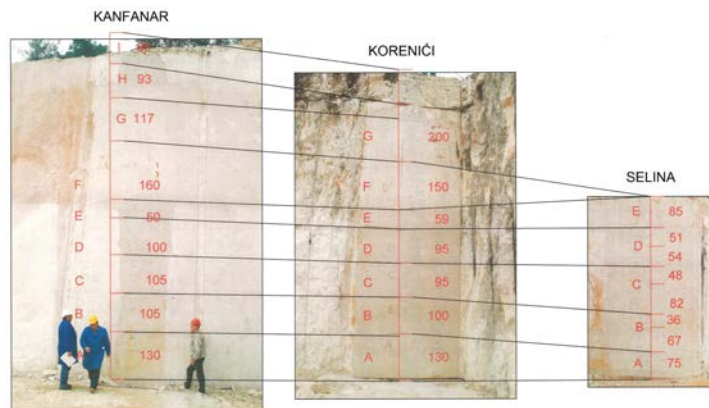 KANFANAR
I
H 93
G 117
F 160
E
D 100
C 105
B 105
A 130
KORENIĆI
G 200
F 150
E 59
D 95
C 95
B 100
A 130
SELINA
E 85
51
D
54
48
C
82
36
B
67
A 75